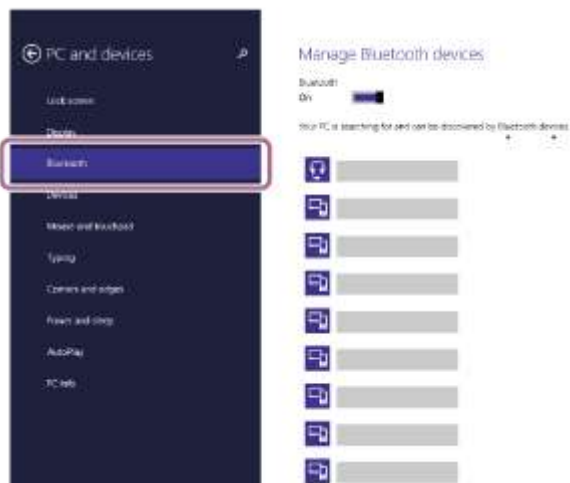 PC and devices
Lock screen
Display
Bluetooth
Devices
Mouse and touchpad
Typing
Corners and edges
Power and sleep
AutoPlay
PC info
Manage Bluetooth devices
Bluetooth
On
Your PC is searching for and can be discovered by Bluetooth devices